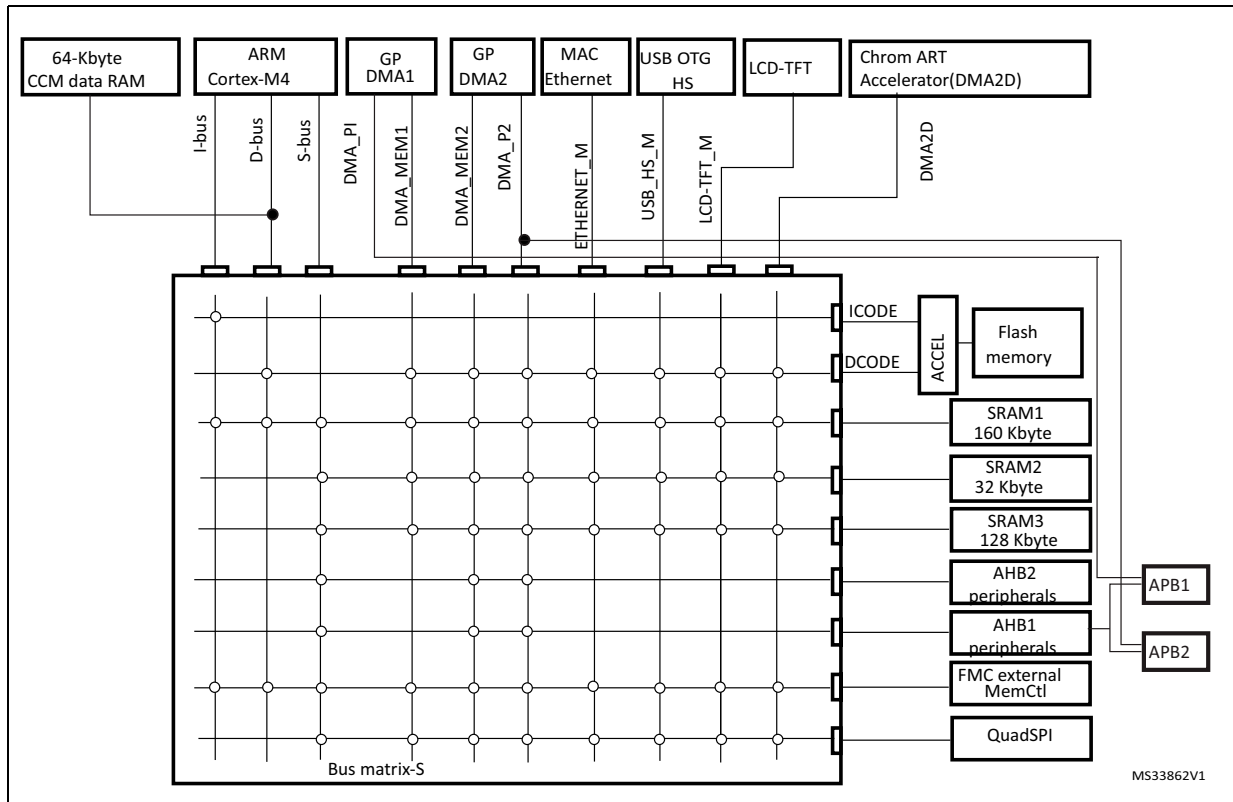 64-Kbyte
CCM data RAM
ARM
Cortex-M4
GP
DMA1
GP
DMA2
MAC
Ethernet
USB OTG
HS
LCD-TFT
Chrom ART
Accelerator(DMA2D)
I-bus
D-bus
S-bus
DMA_PI
DMA_MEM1
DMA_MEM2
DMA_P2
ETHERNET_M
USB_HS_M
LCD-TFT_M
DMA2D
ICODE
DCODE
ACCEL
Flash
memory
SRAM1
160 Kbyte
SRAM2
32 Kbyte
SRAM3
128 Kbyte
AHB2
peripherals
AHB1
peripherals
APB1
APB2
FMC external
MemCtl
QuadSPI
Bus matrix-S
MS33862V1